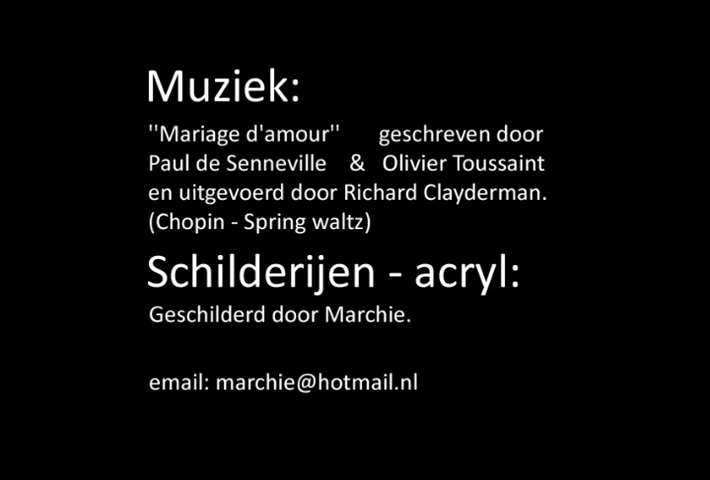 Muziek:
"Mariage d'amour" geschreven door
Paul de Senneville & Olivier Toussaint
en uitgevoerd door Richard Clayderman.
(Chopin - Spring waltz)
Schilderijen - acryl:
Geschilderd door Marchie.
email: marchie@hotmail.nl